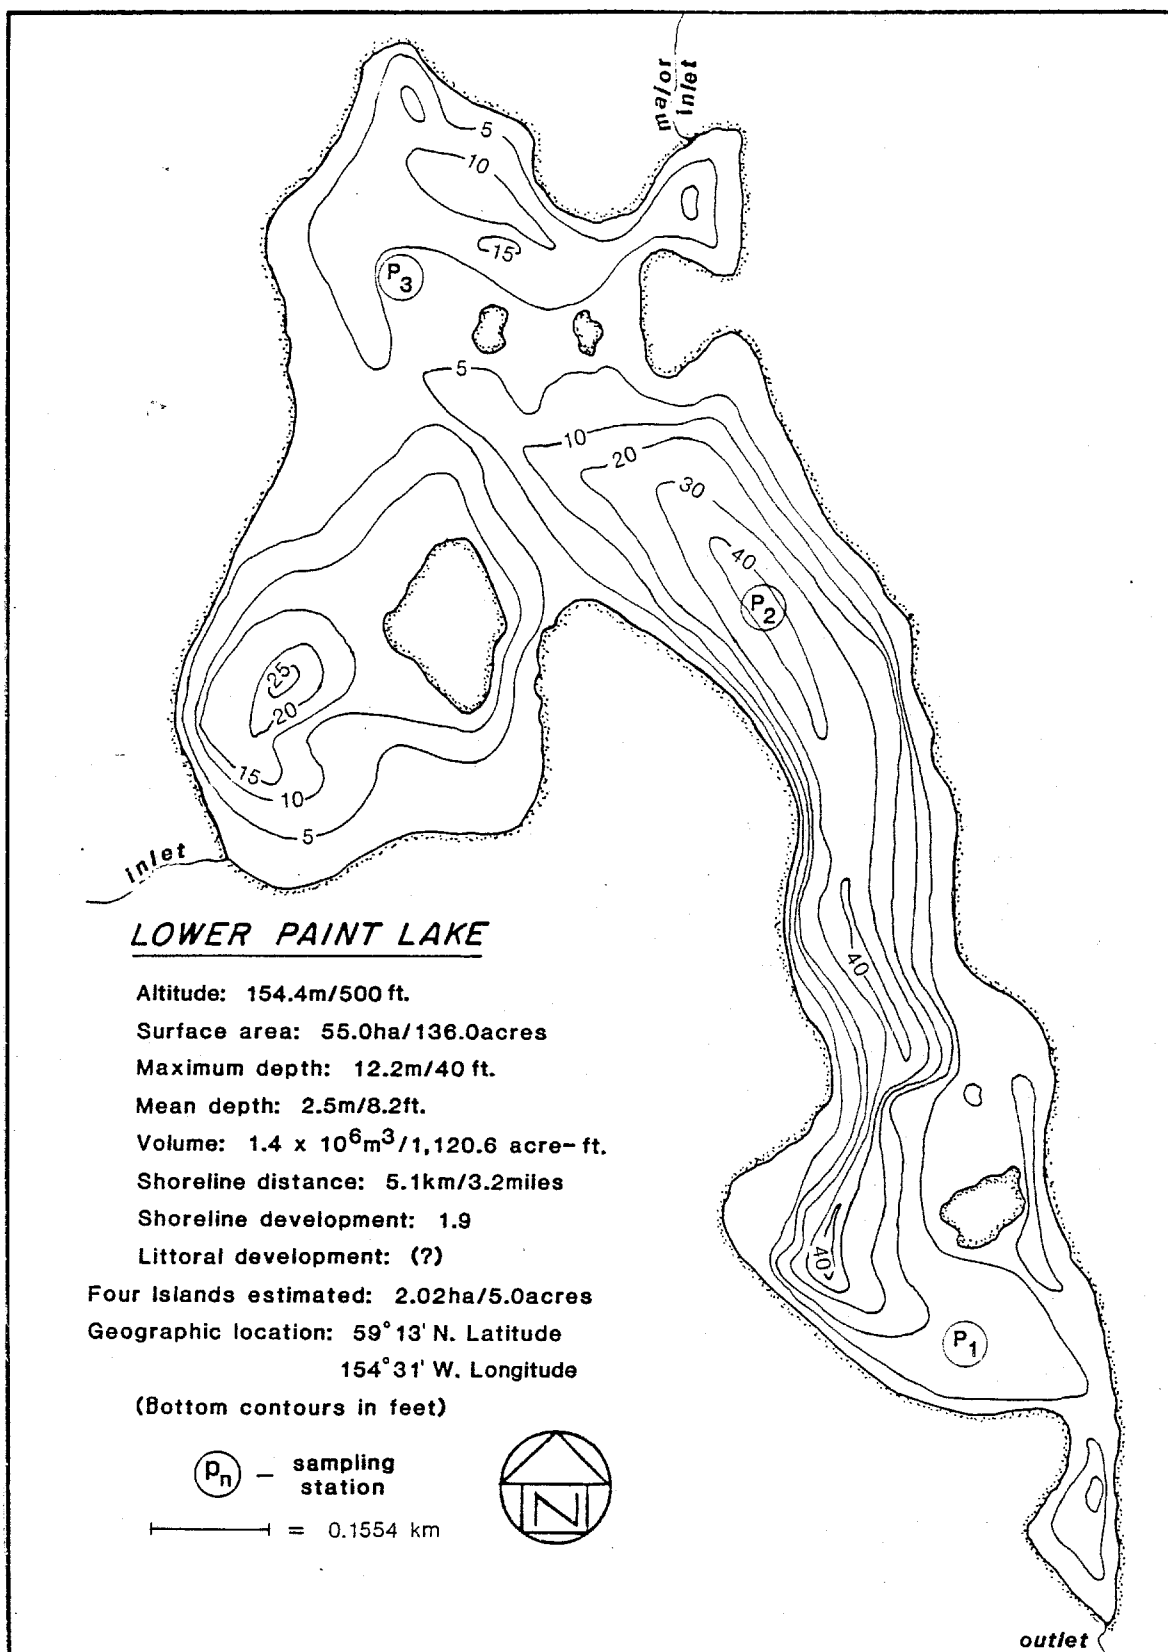 major
inlet
5
10
15
P3
5
10
20
30
40
P2
25
20
15
10
5
inlet
40
40
P1
outlet
LOWER PAINT LAKE
Altitude: 154.4m/500 ft.
Surface area: 55.0ha/136.0acres
Maximum depth: 12.2m/40 ft.
Mean depth: 2.5m/8.2ft.
Volume: 1.4 x 10⁶m³/1,120.6 acre-ft.
Shoreline distance: 5.1km/3.2miles
Shoreline development: 1.9
Littoral development: (?)
Four islands estimated: 2.02ha/5.0acres
Geographic location: 59°13' N. Latitude
154°31' W. Longitude
(Bottom contours in feet)
Pn – sampling
station
= 0.1554 km
N